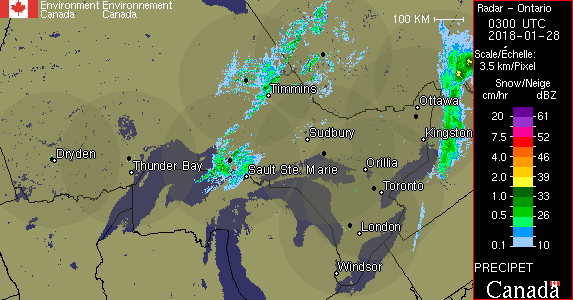 Environment Environnement
Canada Canada
100 KM
Timmins
Ottawa
Sudbury
Kingston
Dryden
Thunder Bay
Sault Ste. Marie
Orillia
Toronto
London
Windsor
Radar - Ontario
0300 UTC
2018-01-28
Scale/Échelle:
3.5 km/Pixel
Snow/Neige
cm/hr dBZ
20 61
7.5 52
4.0 46
2.0 39
1.0 33
0.5 26
0.1 10
PRECIPET
Canada